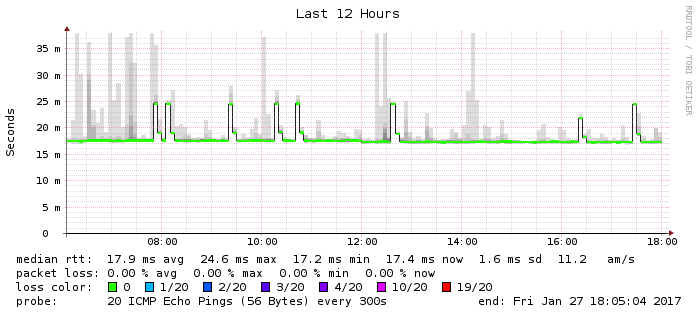 Last 12 Hours
RRDTOOL / TOBI OETIKER
Seconds
35 m
30 m
25 m
20 m
15 m
10 m
5 m
0
08:00 10:00 12:00 14:00 16:00 18:00
median rtt: 17.9 ms avg 24.6 ms max 17.2 ms min 17.4 ms now 1.6 ms sd 11.2 am/s
packet loss: 0.00 % avg 0.00 % max 0.00 % min 0.00 % now
loss color: 0 1/20 2/20 3/20 4/20 10/20 19/20
probe: 20 ICMP Echo Pings (56 Bytes) every 300s end: Fri Jan 27 18:05:04 2017